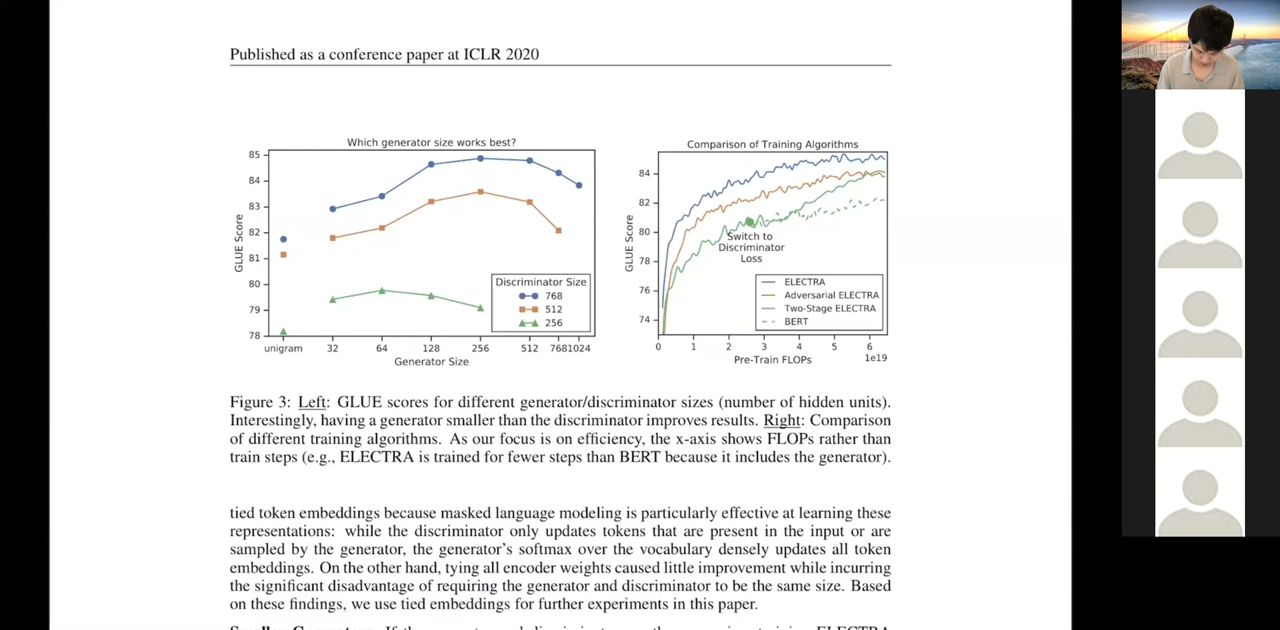 Published as a conference paper at ICLR 2020
Which generator size works best?
85
84
83
82
81
80
79
78
GLUE Score
unigram 32 64 128 256 512 768 1024
Generator Size
Discriminator Size
768
512
256
Comparison of Training Algorithms
84
82
80
78
76
74
GLUE Score
Switch to
Discriminator
Loss
ELECTRA
Adversarial ELECTRA
Two-Stage ELECTRA
BERT
0 1 2 3 4 5 6
1e19
Pre-Train FLOPs
Figure 3: Left: GLUE scores for different generator/discriminator sizes (number of hidden units).
Interestingly, having a generator smaller than the discriminator improves results. Right: Comparison
of different training algorithms. As our focus is on efficiency, the x-axis shows FLOPs rather than
train steps (e.g., ELECTRA is trained for fewer steps than BERT because it includes the generator).
tied token embeddings because masked language modeling is particularly effective at learning these
representations: while the discriminator only updates tokens that are present in the input or are
sampled by the generator, the generator's softmax over the vocabulary densely updates all token
embeddings. On the other hand, tying all encoder weights caused little improvement while incurring
the significant disadvantage of requiring the generator and discriminator to be the same size. Based
on these findings, we use tied embeddings for further experiments in this paper.